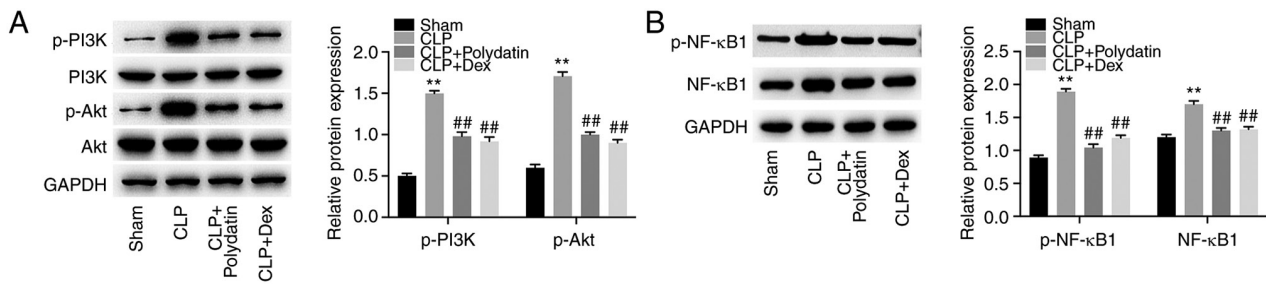 A
p-PI3K
PI3K
p-Akt
Akt
GAPDH
Sham
CLP
CLP+
Polydatin
CLP+Dex
Relative protein expression
2.0
1.5
1.0
0.5
0.0
Sham
CLP
CLP+Polydatin
CLP+Dex
**
##
##
**
##
##
p-PI3K
p-Akt
B
p-NF-κB1
NF-κB1
GAPDH
Sham
CLP
CLP+
Polydatin
CLP+Dex
Relative protein expression
2.5
2.0
1.5
1.0
0.5
0.0
Sham
CLP
CLP+Polydatin
CLP+Dex
**
##
##
**
##
##
p-NF-κB1
NF-κB1